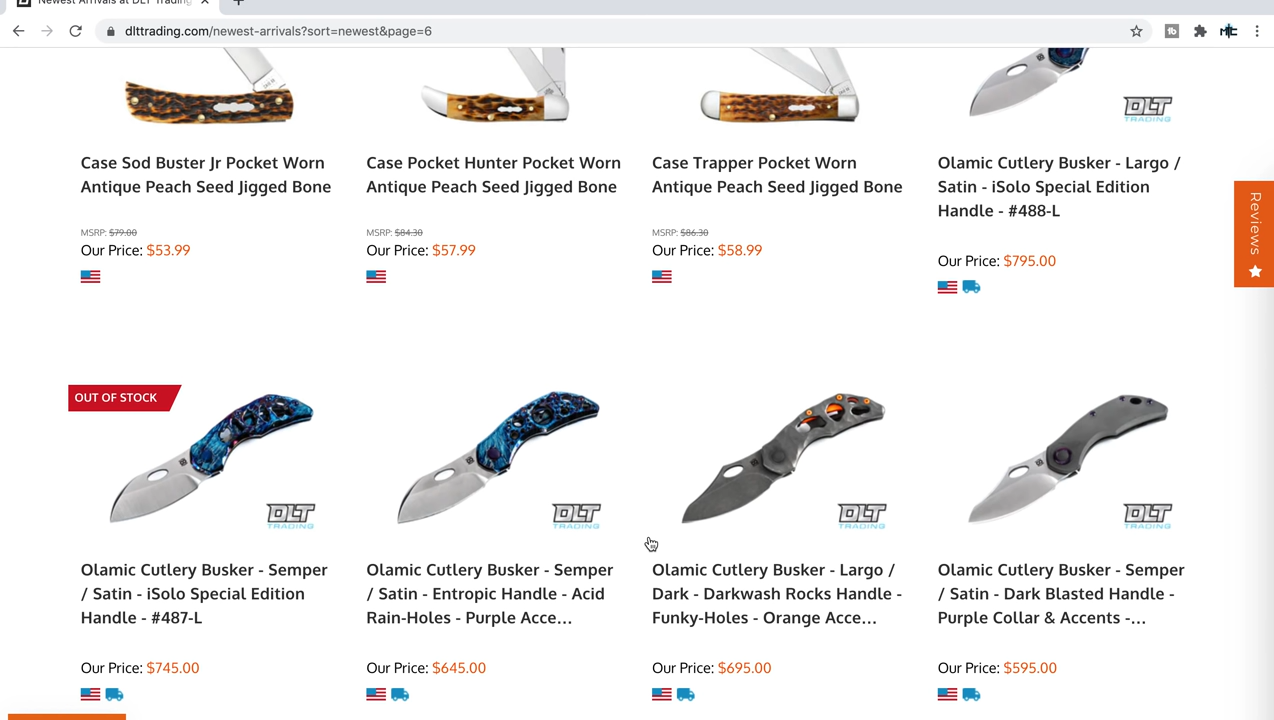 Newest Arrivals at DLT Trading
dlttrading.com/newest-arrivals?sort=newest&page=6
Case Sod Buster Jr Pocket Worn
Antique Peach Seed Jigged Bone
MSRP: $79.00
Our Price: $53.99
Case Pocket Hunter Pocket Worn
Antique Peach Seed Jigged Bone
MSRP: $84.30
Our Price: $57.99
Case Trapper Pocket Worn
Antique Peach Seed Jigged Bone
MSRP: $86.30
Our Price: $58.99
DLT
TRADING
Olamic Cutlery Busker - Largo /
Satin - iSolo Special Edition
Handle - #488-L
Our Price: $795.00
Reviews
OUT OF STOCK
DLT
TRADING
Olamic Cutlery Busker - Semper
/ Satin - iSolo Special Edition
Handle - #487-L
Our Price: $745.00
DLT
TRADING
Olamic Cutlery Busker - Semper
/ Satin - Entropic Handle - Acid
Rain-Holes - Purple Acce...
Our Price: $645.00
DLT
TRADING
Olamic Cutlery Busker - Largo /
Dark - Darkwash Rocks Handle -
Funky-Holes - Orange Acce...
Our Price: $695.00
DLT
TRADING
Olamic Cutlery Busker - Semper
/ Satin - Dark Blasted Handle -
Purple Collar & Accents -...
Our Price: $595.00